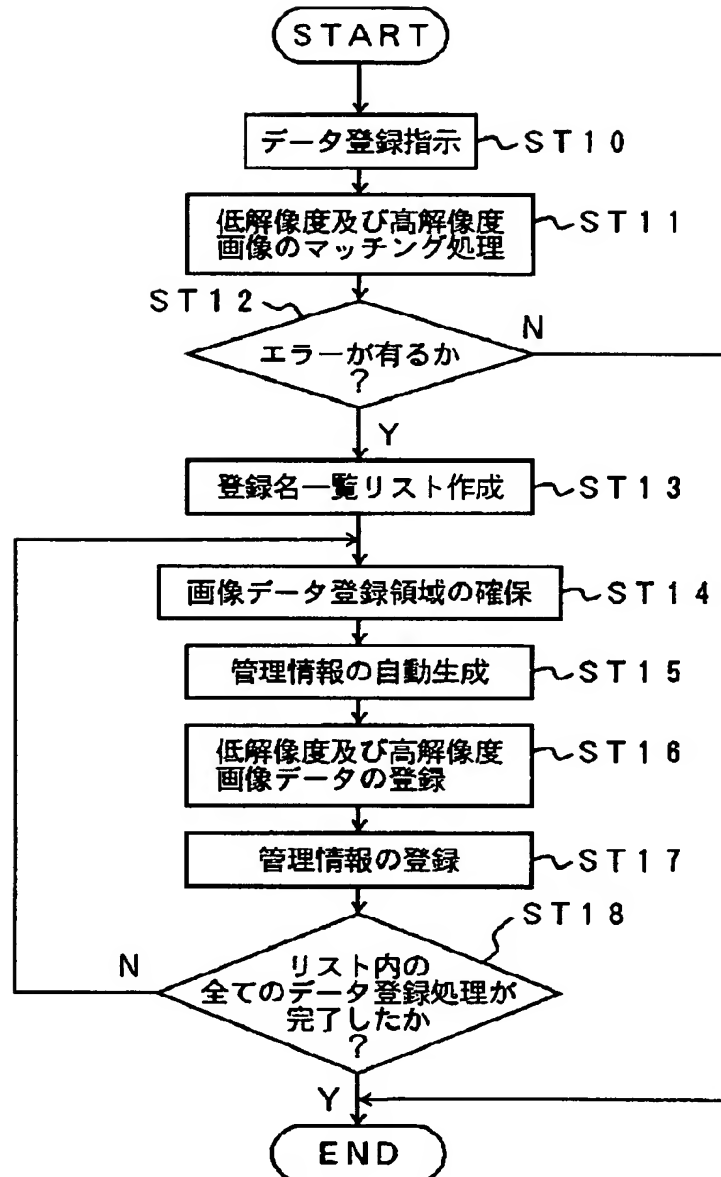 START
データ登録指示
ST10
低解像度及び高解像度
画像のマッチング処理
ST11
ST12
エラーが有るか
?
N
Y
登録名一覧リスト作成
ST13
画像データ登録領域の確保
ST14
管理情報の自動生成
ST15
低解像度及び高解像度
画像データの登録
ST16
管理情報の登録
ST17
ST18
リスト内の
全てのデータ登録処理が
完了したか
?
N
Y
END